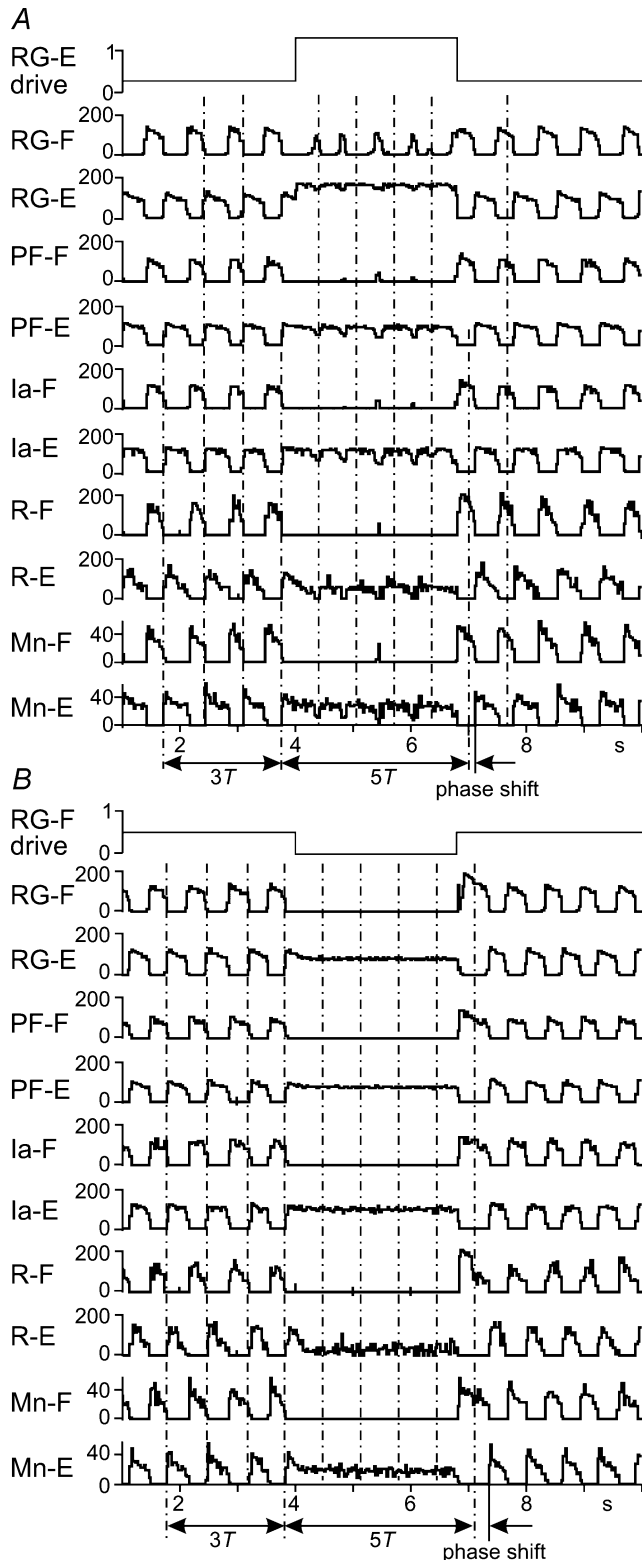 A
RG-E
drive
1
0
RG-F
200
0
RG-E
200
0
PF-F
200
0
PF-E
200
0
Ia-F
200
0
Ia-E
200
0
R-F
200
0
R-E
200
0
Mn-F
40
0
Mn-E
40
0
2 4 6 8 s
3T 5T
phase shift
B
RG-F
drive
1
0
RG-F
200
0
RG-E
200
0
PF-F
200
0
PF-E
200
0
Ia-F
200
0
Ia-E
200
0
R-F
200
0
R-E
200
0
Mn-F
40
0
Mn-E
40
0
2 4 6 8 s
3T 5T
phase shift